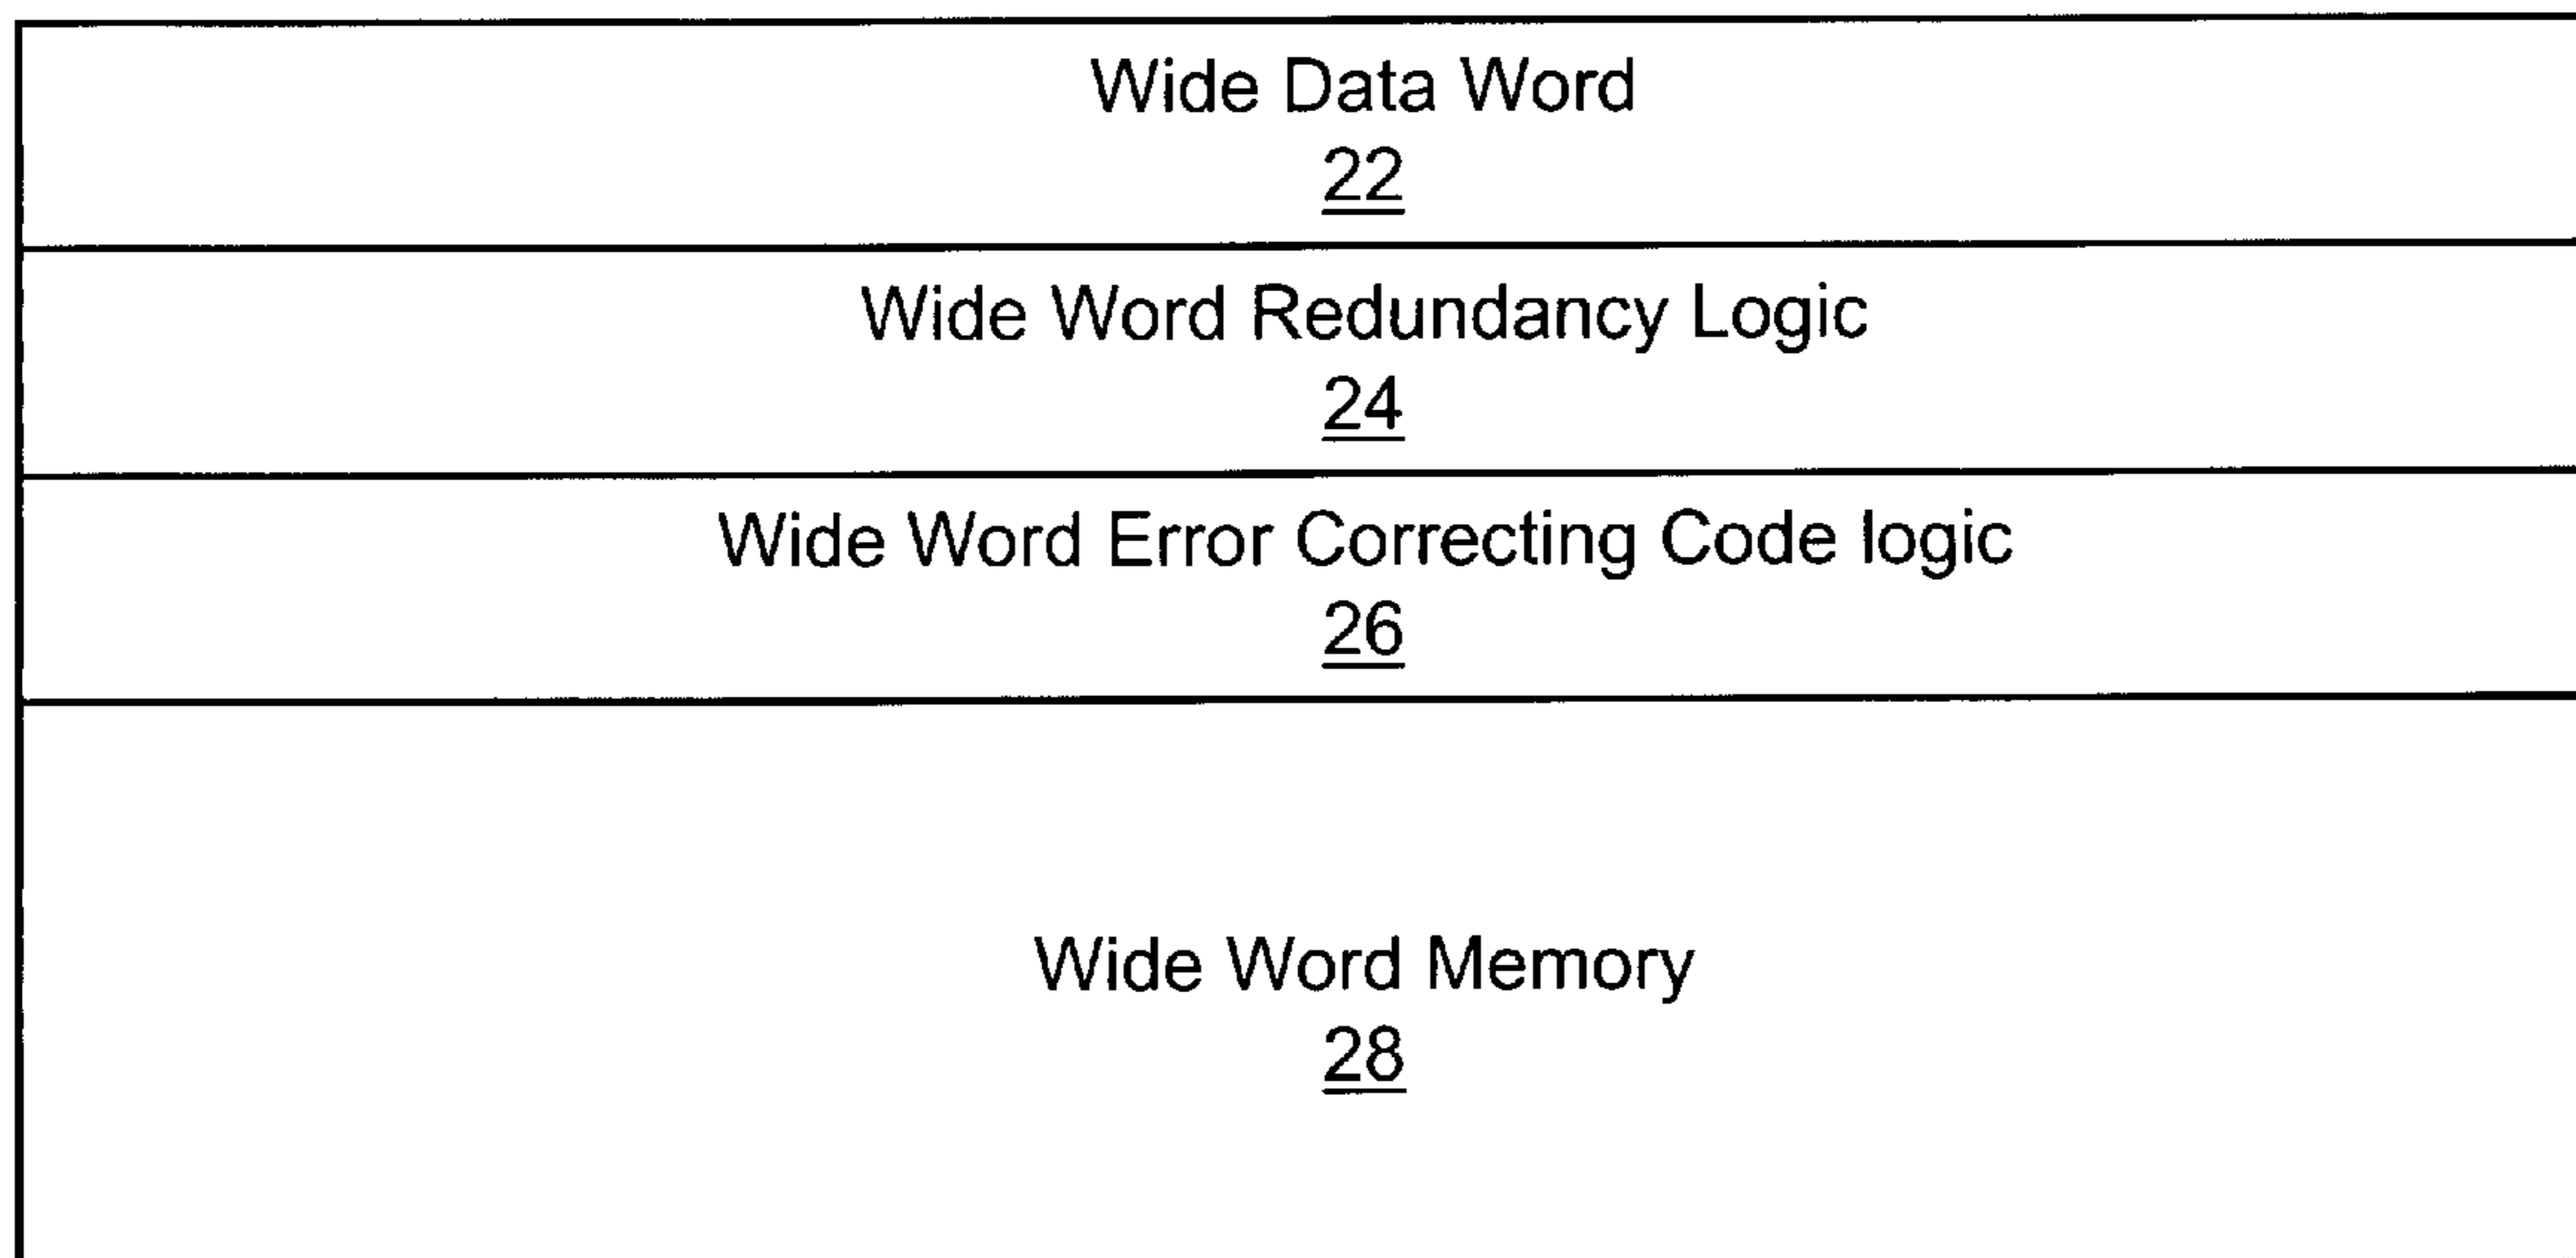 Wide Data Word
22
Wide Word Redundancy Logic
24
Wide Word Error Correcting Code logic
26
Wide Word Memory
28